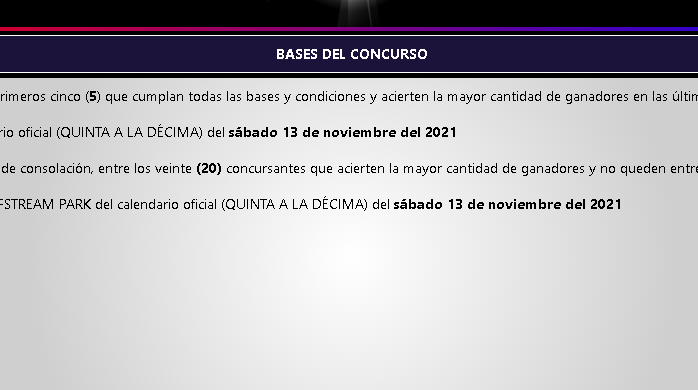 BASES DEL CONCURSO
rimeros cinco (5) que cumplan todas las bases y condiciones y acierten la mayor cantidad de ganadores en las últim
rio oficial (QUINTA A LA DÉCIMA) del sábado 13 de noviembre del 2021
de consolación, entre los veinte (20) concursantes que acierten la mayor cantidad de ganadores y no queden entre
FSTREAM PARK del calendario oficial (QUINTA A LA DÉCIMA) del sábado 13 de noviembre del 2021